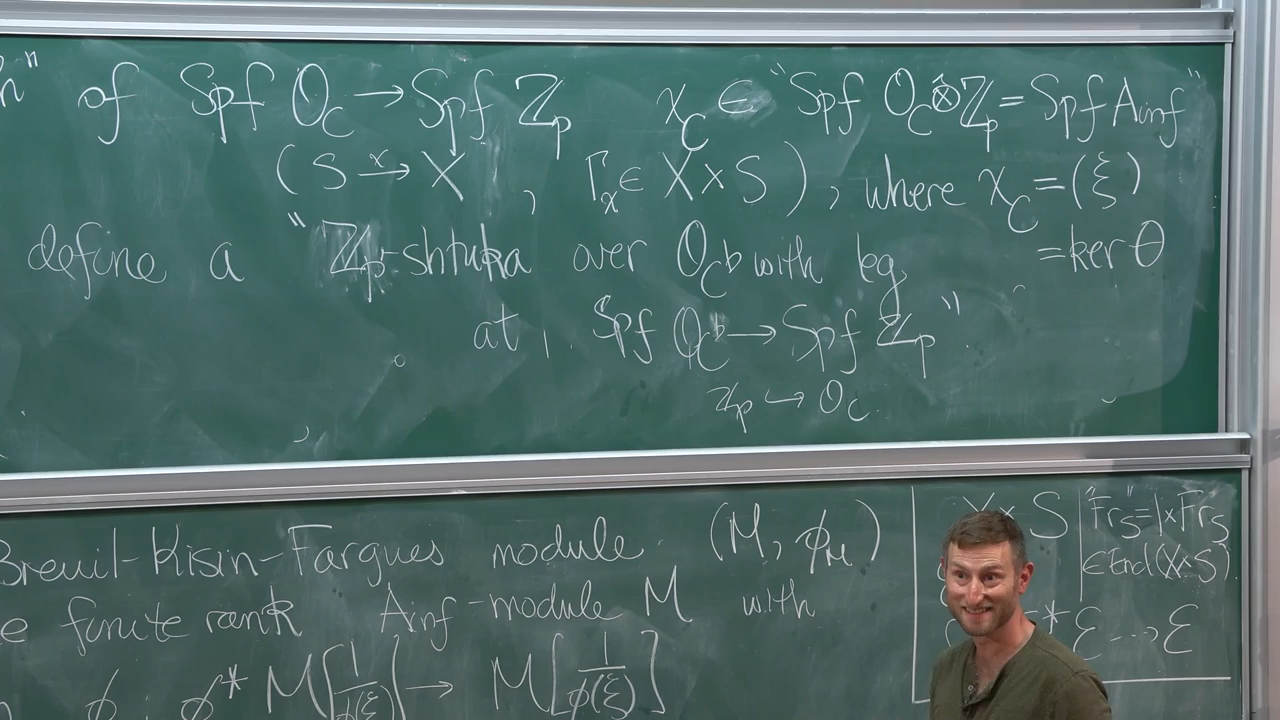 h" of Spf O_C → Spf ℤ_p x_C ∈ "Spf O_C ⊗̂ ℤ_p = Spf Ainf"
(S →^x X , Γ_x ∈ X × S), where x_C = (ξ)
define a "ℤ_p-shtuka over O_C♭ with leg = ker θ
at Spf O_C♭ → Spf ℤ_p"
ℤ_p ↪ O_C
Breuil-Kisin-Fargues module (M, ϕ_M)
e finite rank Ainf-module M with
ϕ : ϕ* M[1/ϕ(ξ)] → M[1/ϕ(ξ)]
X × S
"Fr_S" = 1×Fr_S
∈ End(X×S)
* ℰ ⇢ ℰ